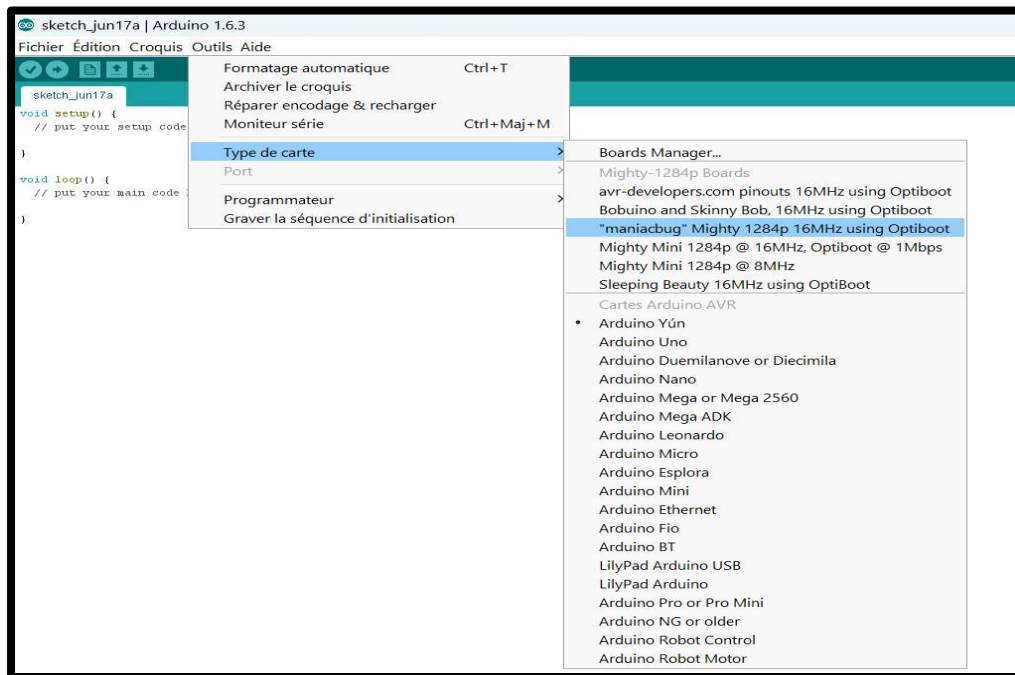 sketch_jun17a | Arduino 1.6.3
Fichier Édition Croquis Outils Aide
sketch_jun17a
void setup() {
// put your setup code
}
void loop() {
// put your main code
}
Formatage automatique Ctrl+T
Archiver le croquis
Réparer encodage & recharger
Moniteur série Ctrl+Maj+M
Type de carte
Port
Programmateur
Graver la séquence d'initialisation
Boards Manager...
Mighty-1284p Boards
avr-developers.com pinouts 16MHz using Optiboot
Bobuino and Skinny Bob, 16MHz using Optiboot
"maniacbug" Mighty 1284p 16MHz using Optiboot
Mighty Mini 1284p @ 16MHz, Optiboot @ 1Mbps
Mighty Mini 1284p @ 8MHz
Sleeping Beauty 16MHz using OptiBoot
Cartes Arduino AVR
Arduino Yún
Arduino Uno
Arduino Duemilanove or Diecimila
Arduino Nano
Arduino Mega or Mega 2560
Arduino Mega ADK
Arduino Leonardo
Arduino Micro
Arduino Esplora
Arduino Mini
Arduino Ethernet
Arduino Fio
Arduino BT
LilyPad Arduino USB
LilyPad Arduino
Arduino Pro or Pro Mini
Arduino NG or older
Arduino Robot Control
Arduino Robot Motor